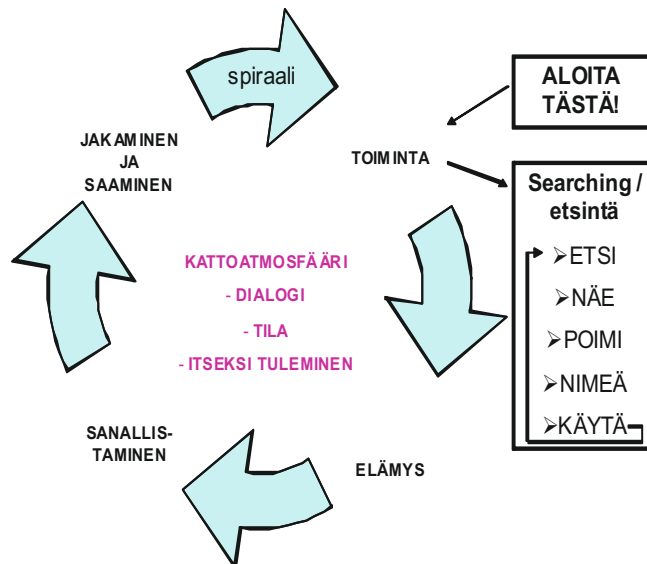 spiraali
ALOITA
TÄSTÄ!
JAKAMINEN
JA
SAAMINEN
TOIMINTA
Searching /
etsintä
➢ETSI
➢NÄE
➢POIMI
➢NIMEÄ
➢KÄYTÄ
KATTOATMOSFÄÄRI
- DIALOGI
- TILA
- ITSEKSI TULEMINEN
SANALLIS-
TAMINEN
ELÄMYS